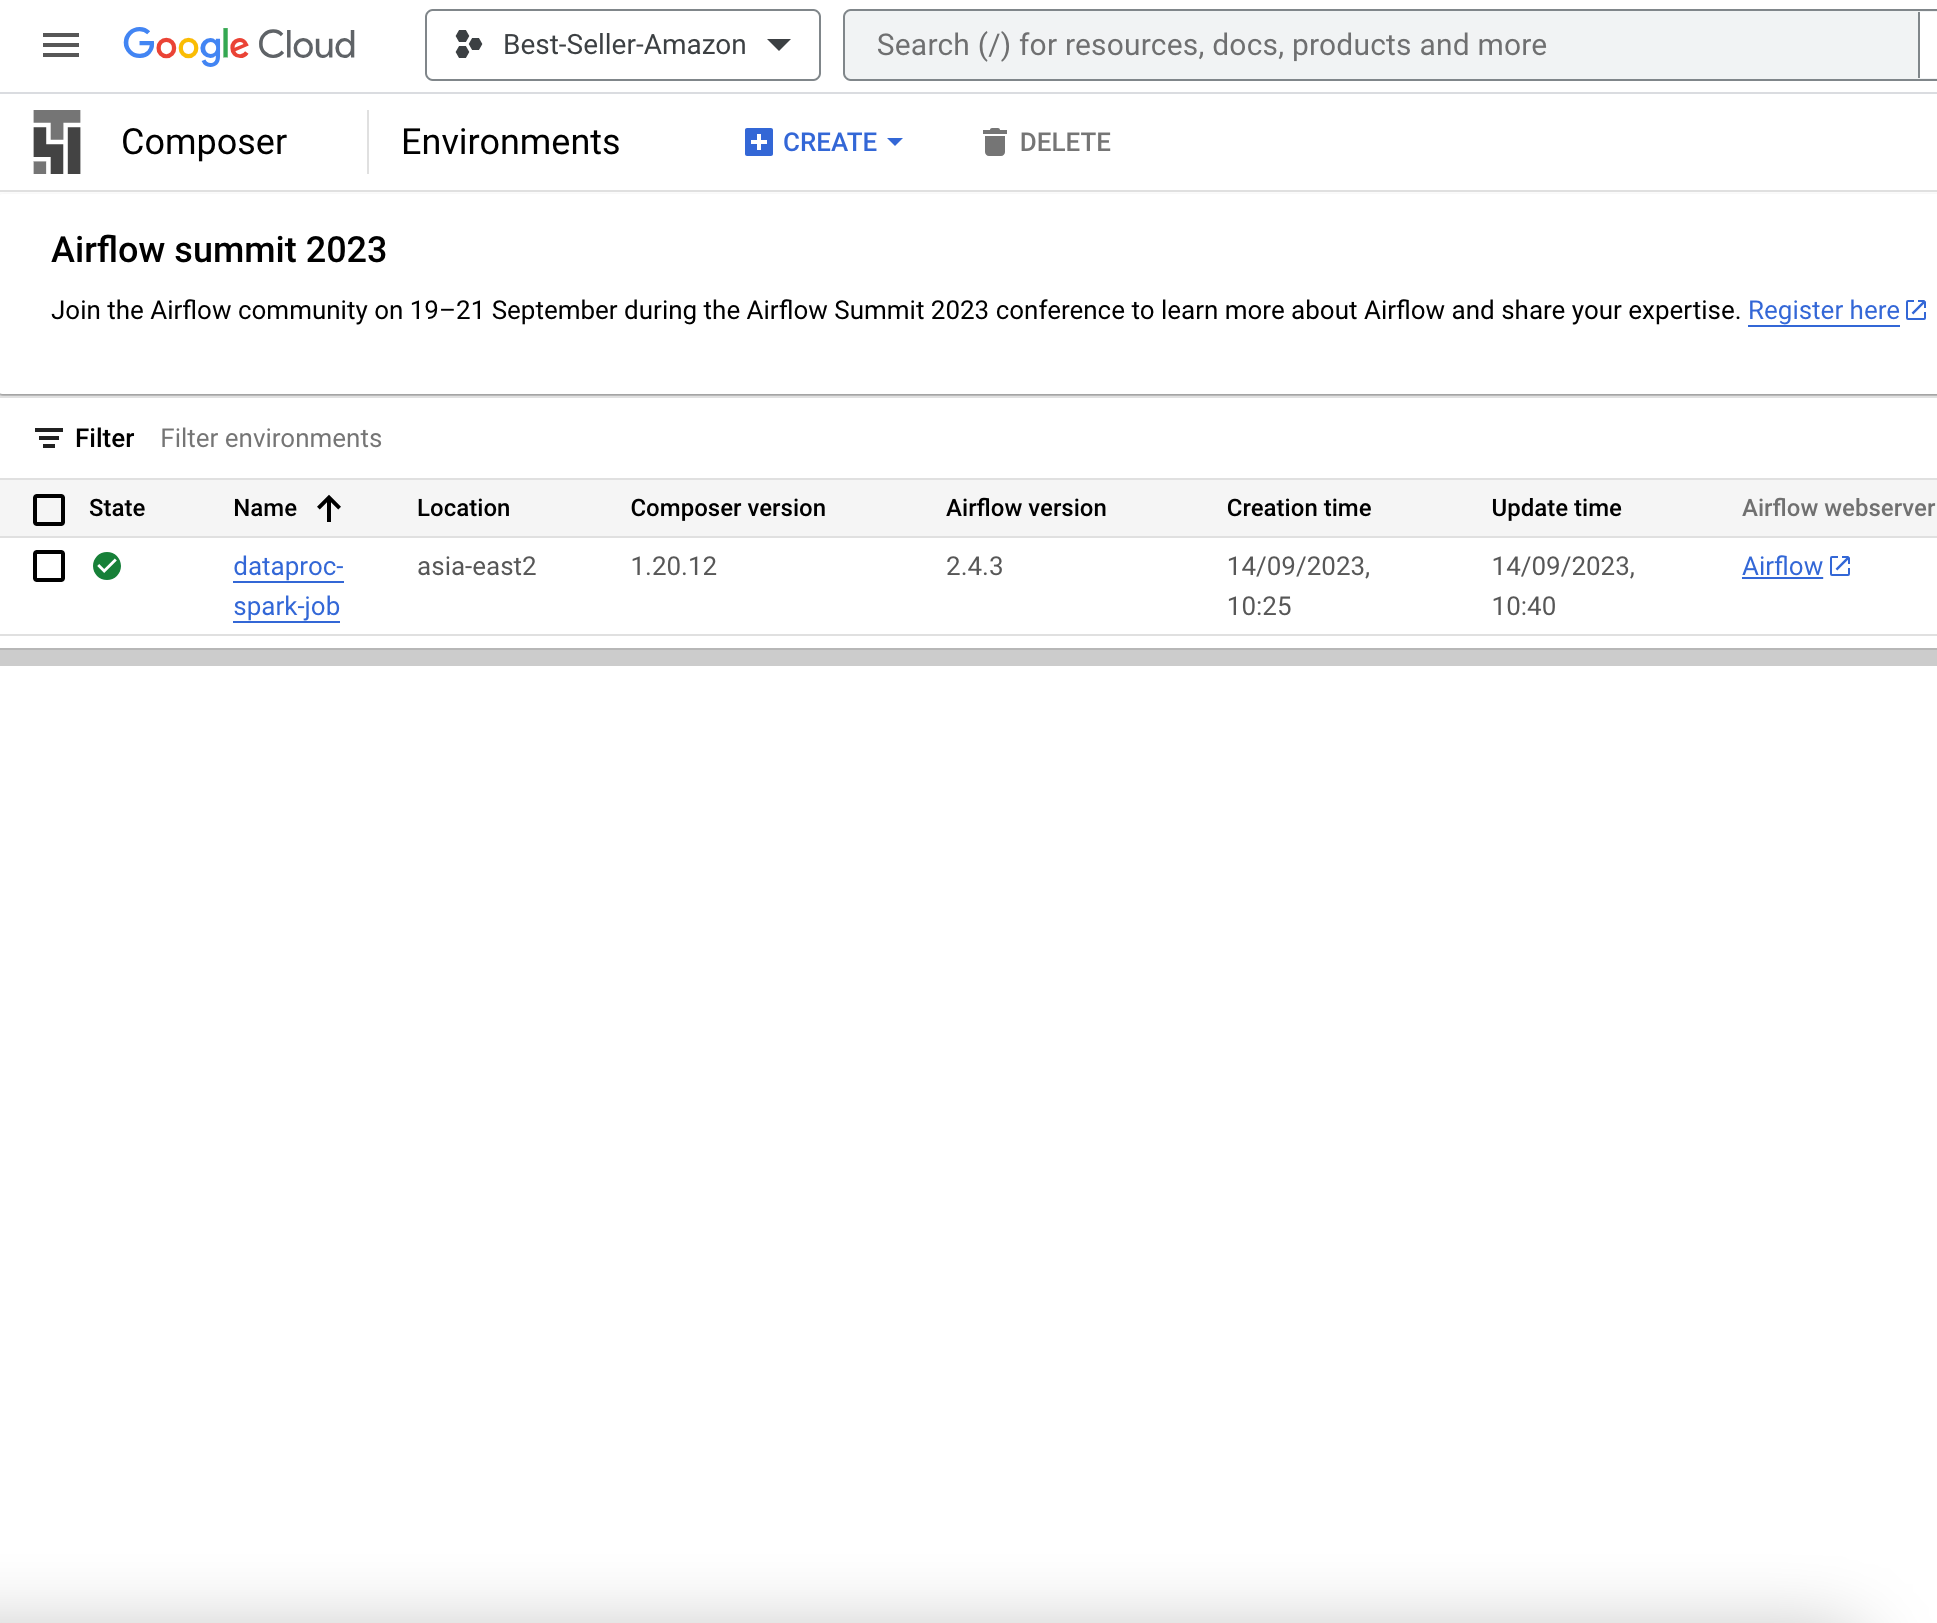 Google Cloud
Best-Seller-Amazon
Search (/) for resources, docs, products and more
Composer
Environments
CREATE
DELETE
Airflow summit 2023
Join the Airflow community on 19–21 September during the Airflow Summit 2023 conference to learn more about Airflow and share your expertise. Register here
Filter Filter environments
State Name Location Composer version Airflow version Creation time Update time Airflow webserver
dataproc- asia-east2 1.20.12 2.4.3 14/09/2023, 14/09/2023, Airflow
spark-job 10:25 10:40